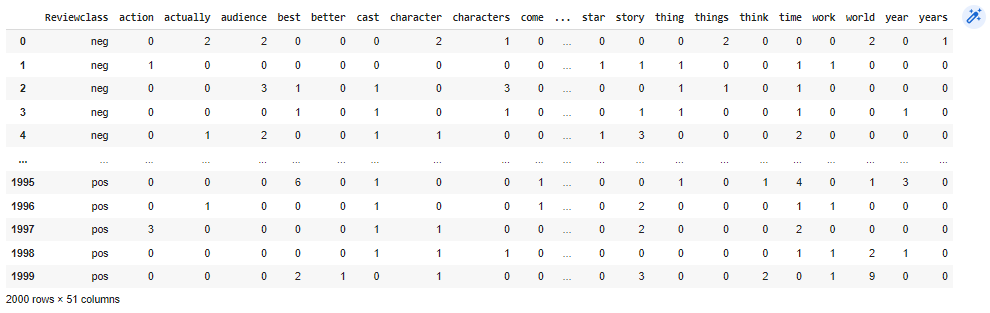 Reviewclass action actually audience best better cast character characters come ... star story thing things think time work world year years
0 neg 0 2 2 0 0 0 2 1 0 ... 0 0 0 2 0 0 0 2 0 1
1 neg 1 0 0 0 0 0 0 0 0 ... 1 1 1 0 0 1 1 0 0 0
2 neg 0 0 3 1 0 1 0 3 0 ... 0 0 1 1 0 1 0 0 0 0
3 neg 0 0 0 1 0 1 0 1 0 ... 0 1 1 0 0 1 0 0 1 0
4 neg 0 1 2 0 0 1 1 0 0 ... 1 3 0 0 0 2 0 0 0 0
... ... ... ... ... ... ... ... ... ... ... ... ... ... ... ... ... ... ... ... ... ...
1995 pos 0 0 0 6 0 1 0 0 1 ... 0 0 1 0 1 4 0 1 3 0
1996 pos 0 1 0 0 0 1 0 0 1 ... 0 2 0 0 0 1 1 0 0 0
1997 pos 3 0 0 0 0 1 1 0 0 ... 0 2 0 0 0 2 0 0 0 0
1998 pos 0 0 0 0 0 1 1 1 0 ... 0 0 0 0 0 1 1 2 1 0
1999 pos 0 0 0 2 1 0 1 0 0 ... 0 3 0 0 2 0 1 9 0 0
2000 rows × 51 columns